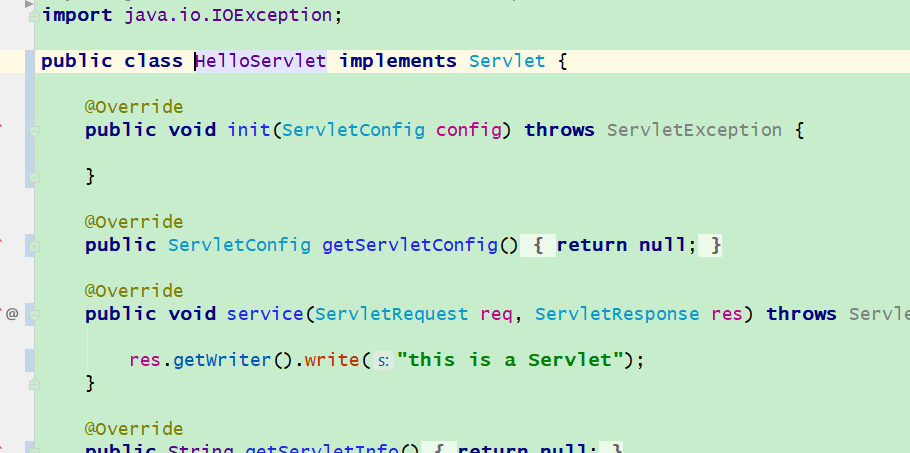 import java.io.IOException;
public class HelloServlet implements Servlet {
@Override
public void init(ServletConfig config) throws ServletException {
}
@Override
public ServletConfig getServletConfig() { return null; }
@Override
@ public void service(ServletRequest req, ServletResponse res) throws
res.getWriter().write( s: "this is a Servlet");
}
@Override
public String getServletInfo() { return null; }